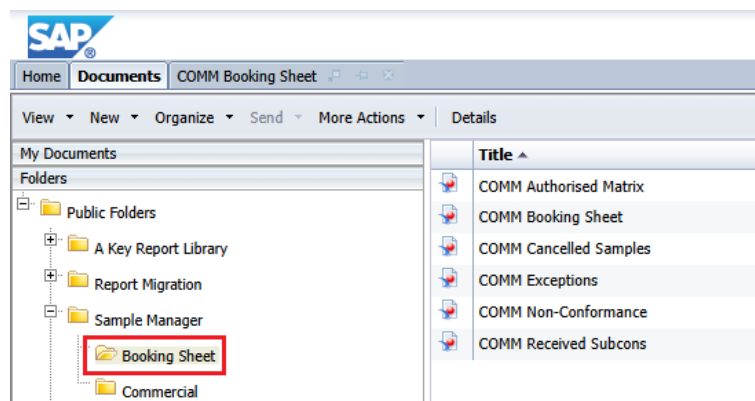 SAP®
Home Documents COMM Booking Sheet
View New Organize Send More Actions Details
My Documents
Folders
Public Folders
A Key Report Library
Report Migration
Sample Manager
Booking Sheet
Commercial
Title
COMM Authorised Matrix
COMM Booking Sheet
COMM Cancelled Samples
COMM Exceptions
COMM Non-Conformance
COMM Received Subcons